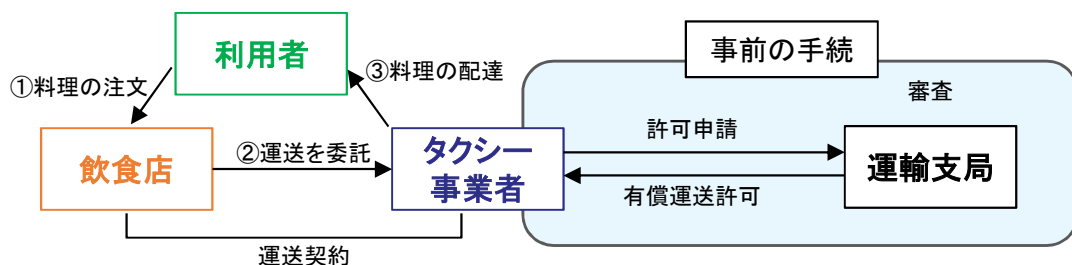 利用者
①料理の注文
③料理の配達
飲食店
②運送を委託
タクシー
事業者
運送契約
事前の手続
審査
許可申請
運輸支局
有償運送許可